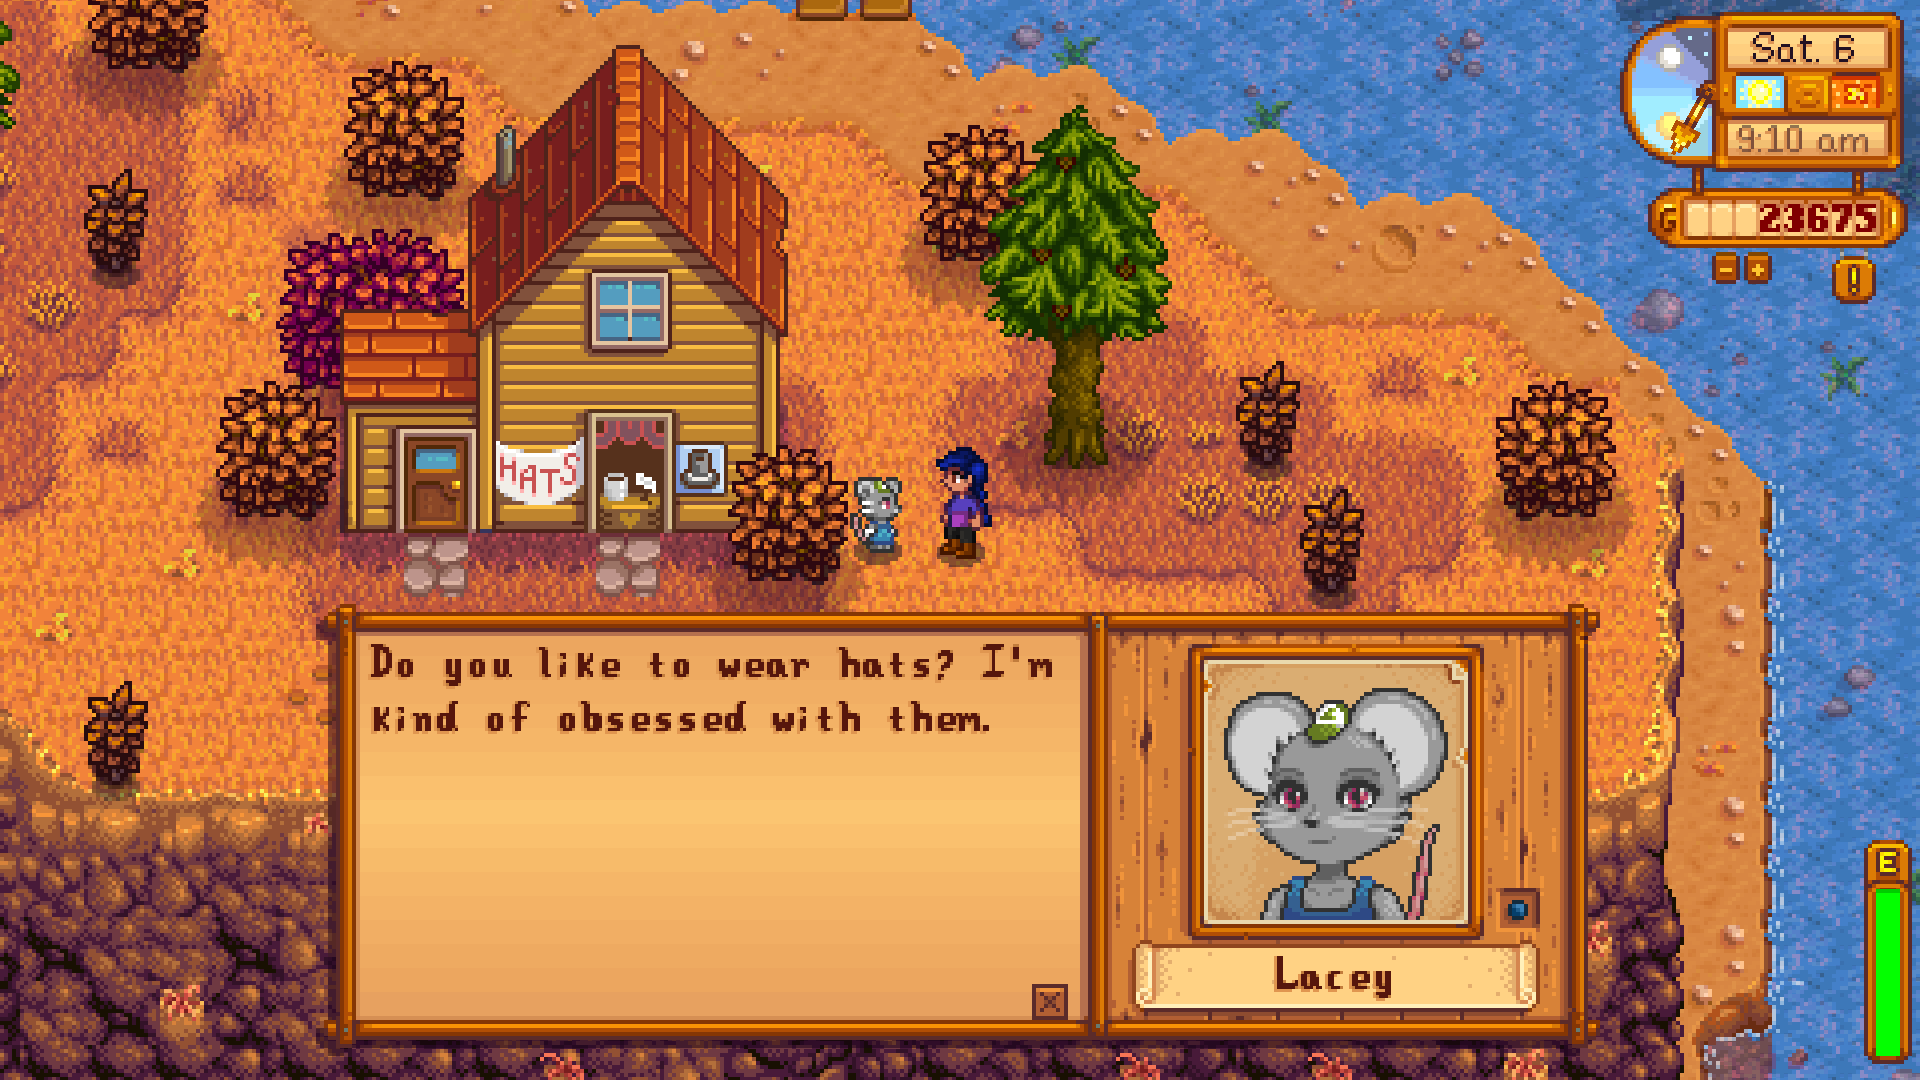 Sat. 6
9:10 am
G 23675
HATS
Do you like to wear hats? I'm
kind of obsessed with them.
Lacey
E